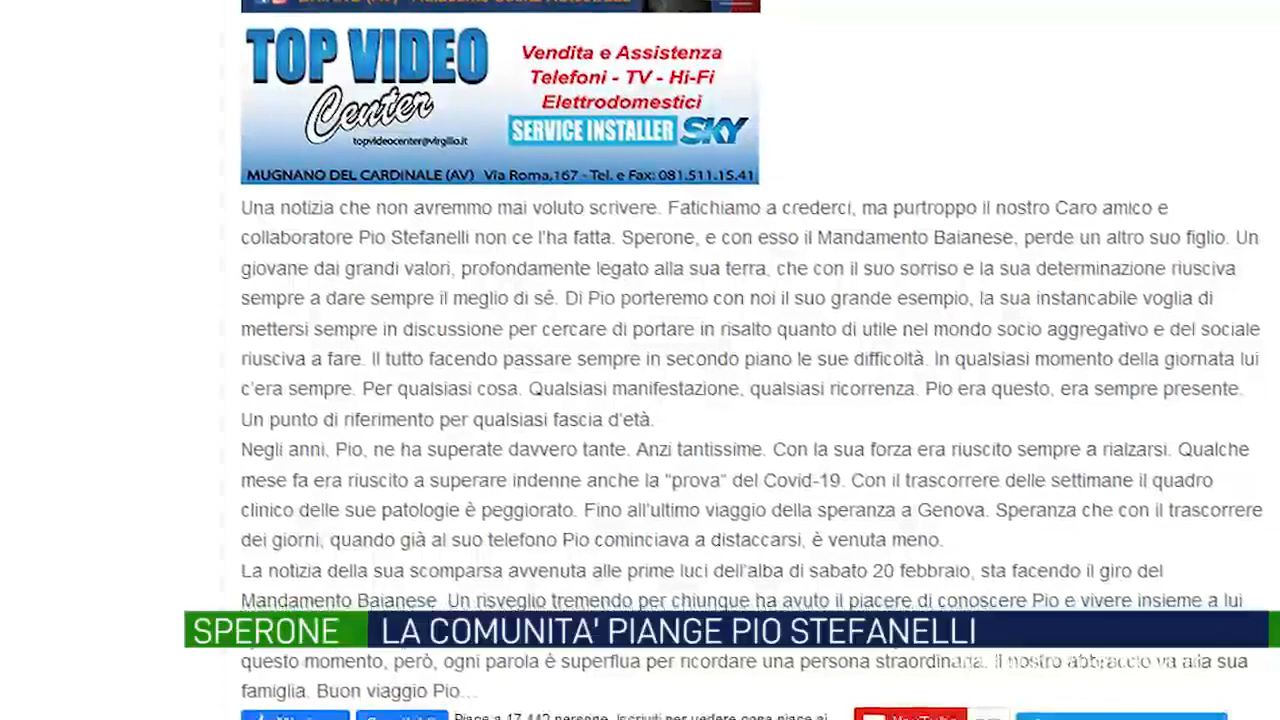 TOP VIDEO
Center
topvideocenter@virgilio.it
Vendita e Assistenza
Telefoni - TV - Hi-Fi
Elettrodomestici
SERVICE INSTALLER SKY
MUGNANO DEL CARDINALE (AV) Via Roma,167 - Tel. e Fax: 081.511.15.41
Una notizia che non avremmo mai voluto scrivere. Fatichiamo a crederci, ma purtroppo il nostro Caro amico e
collaboratore Pio Stefanelli non ce l'ha fatta. Sperone, e con esso il Mandamento Baianese, perde un altro suo figlio. Un
giovane dai grandi valori, profondamente legato alla sua terra, che con il suo sorriso e la sua determinazione riusciva
sempre a dare sempre il meglio di sé. Di Pio porteremo con noi il suo grande esempio, la sua instancabile voglia di
mettersi sempre in discussione per cercare di portare in risalto quanto di utile nel mondo socio aggregativo e del sociale
riusciva a fare. Il tutto facendo passare sempre in secondo piano le sue difficoltà. In qualsiasi momento della giornata lui
c'era sempre. Per qualsiasi cosa. Qualsiasi manifestazione, qualsiasi ricorrenza. Pio era questo, era sempre presente.
Un punto di riferimento per qualsiasi fascia d'età.
Negli anni, Pio, ne ha superate davvero tante. Anzi tantissime. Con la sua forza era riuscito sempre a rialzarsi. Qualche
mese fa era riuscito a superare indenne anche la "prova" del Covid-19. Con il trascorrere delle settimane il quadro
clinico delle sue patologie è peggiorato. Fino all'ultimo viaggio della speranza a Genova. Speranza che con il trascorrere
dei giorni, quando già al suo telefono Pio cominciava a distaccarsi, è venuta meno.
La notizia della sua scomparsa avvenuta alle prime luci dell'alba di sabato 20 febbraio, sta facendo il giro del
Mandamento Baianese. Un risveglio tremendo per chiunque ha avuto il piacere di conoscere Pio e vivere insieme a lui
SPERONE LA COMUNITA' PIANGE PIO STEFANELLI
questo momento, però, ogni parola è superflua per ricordare una persona straordinaria. Il nostro abbraccio va alla sua
famiglia. Buon viaggio Pio...
Piace a 17.442 persone. Iscriviti per vedere cosa piace ai
YouTube